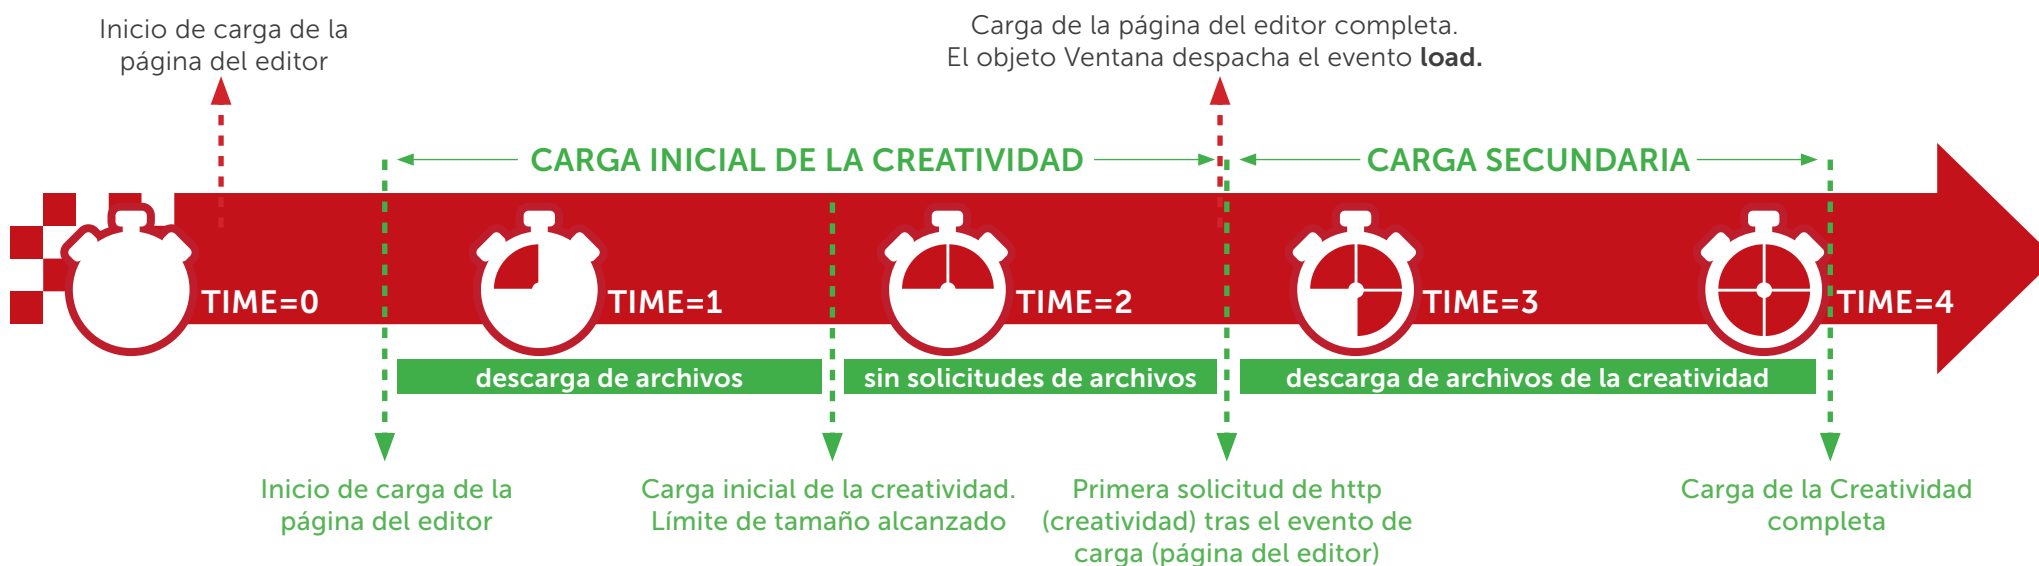 Inicio de carga de la
página del editor
Carga de la página del editor completa.
El objeto Ventana despacha el evento load.
CARGA INICIAL DE LA CREATIVIDAD
CARGA SECUNDARIA
TIME=0
TIME=1
TIME=2
TIME=3
TIME=4
descarga de archivos
sin solicitudes de archivos
descarga de archivos de la creatividad
Inicio de carga de la
página del editor
Carga inicial de la creatividad.
Límite de tamaño alcanzado
Primera solicitud de http
(creatividad) tras el evento de
carga (página del editor)
Carga de la Creatividad
completa